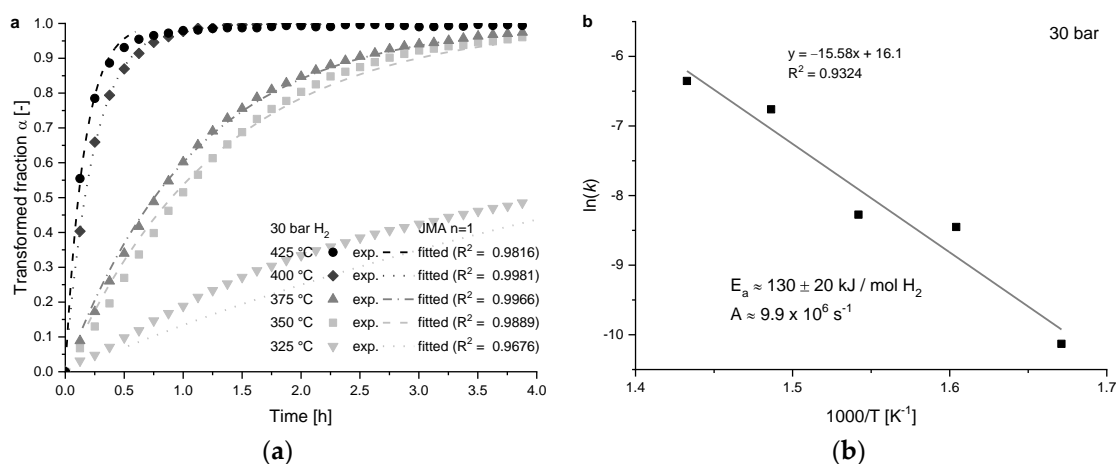 a
1.0
0.9
0.8
0.7
0.6
0.5
0.4
0.3
0.2
0.1
0.0
Transformed fraction α [-]
30 bar H2 JMA n=1
425 °C exp. fitted (R2 = 0.9816)
400 °C exp. fitted (R2 = 0.9981)
375 °C exp. fitted (R2 = 0.9966)
350 °C exp. fitted (R2 = 0.9889)
325 °C exp. fitted (R2 = 0.9676)
0.0 0.5 1.0 1.5 2.0 2.5 3.0 3.5 4.0
Time [h]
(a)
b
30 bar
y = −15.58x + 16.1
R2 = 0.9324
-6
-7
-8
-9
-10
ln(k)
Ea ≈ 130 ± 20 kJ / mol H2
A ≈ 9.9 x 10^6 s^-1
1.4 1.5 1.6 1.7
1000/T [K^-1]
(b)